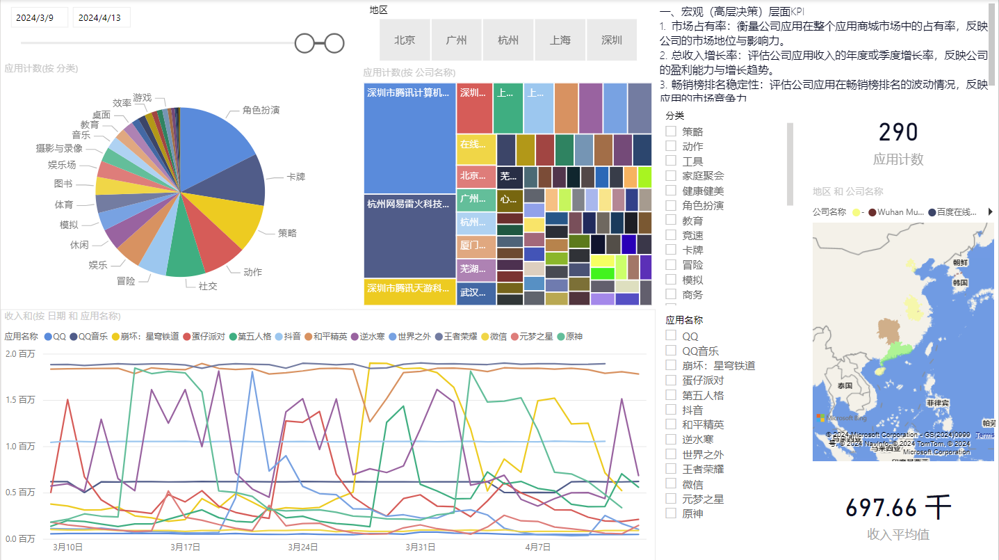 2024/3/9
2024/4/13
地区
北京
广州
杭州
上海
深圳
一、宏观（高层决策）层面KPI
1. 市场占有率：衡量公司应用在整个应用商城市场中的占有率，反映
公司的市场地位与影响力。
2. 总收入增长率：评估公司应用收入的年度或季度增长率，反映公司
的盈利能力与增长趋势。
3. 畅销榜排名稳定性：评估公司应用在畅销榜排名的波动情况，反映
应用的市场竞争力
应用计数(按 分类)
游戏
效率
桌面
教育
音乐
摄影与录像
娱乐场
图书
体育
模拟
休闲
娱乐
冒险
社交
动作
策略
卡牌
角色扮演
应用计数(按 公司名称)
深圳市腾讯计算机...
深圳...
上...
上...
在线...
北京...
芜...
广州...
心...
杭州网易雷火科技...
杭州...
厦门...
芜湖...
深圳市腾讯天游科...
武汉...
分类
策略
动作
工具
家庭聚会
健康健美
角色扮演
教育
竞速
卡牌
冒险
模拟
商务
290
应用计数
地区 和 公司名称
公司名称
-
Wuhan Mu...
百度在线...
朝鲜
韩国
泰国
菲律宾
帕劳
Microsoft Bing
© 2024 Microsoft Corporation - GS(2024)0999
Terms
号, © 2024 NavInfo, © 2024 TomTom, © 2024
Microsoft Corporation
马来西亚
收入和(按 日期 和 应用名称)
应用名称
QQ
QQ音乐
崩坏：星穹铁道
蛋仔派对
第五人格
抖音
和平精英
逆水寒
世界之外
王者荣耀
微信
元梦之星
原神
2.0 百万
1.5 百万
1.0 百万
0.5 百万
0.0 百万
3月10日
3月17日
3月24日
3月31日
4月7日
应用名称
QQ
QQ音乐
崩坏：星穹铁道
蛋仔派对
第五人格
抖音
和平精英
逆水寒
世界之外
王者荣耀
微信
元梦之星
原神
697.66 千
收入平均值